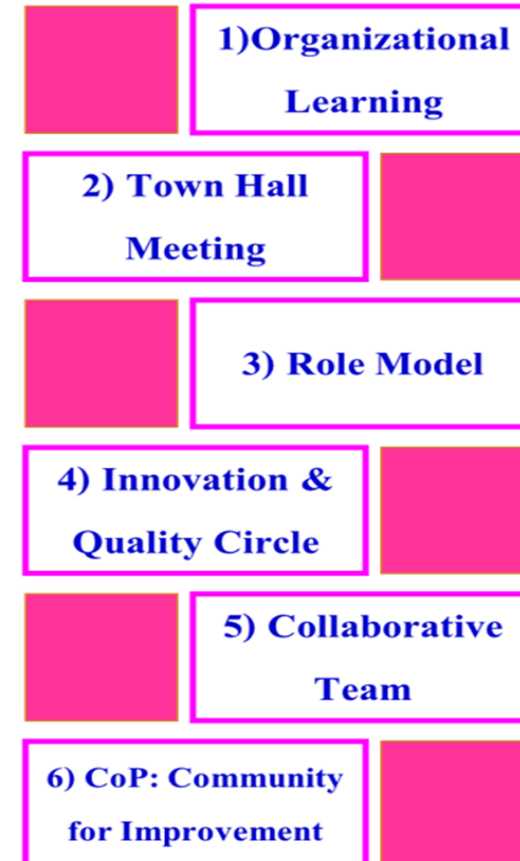 1)Organizational
Learning
2) Town Hall
Meeting
3) Role Model
4) Innovation &
Quality Circle
5) Collaborative
Team
6) CoP: Community
for Improvement